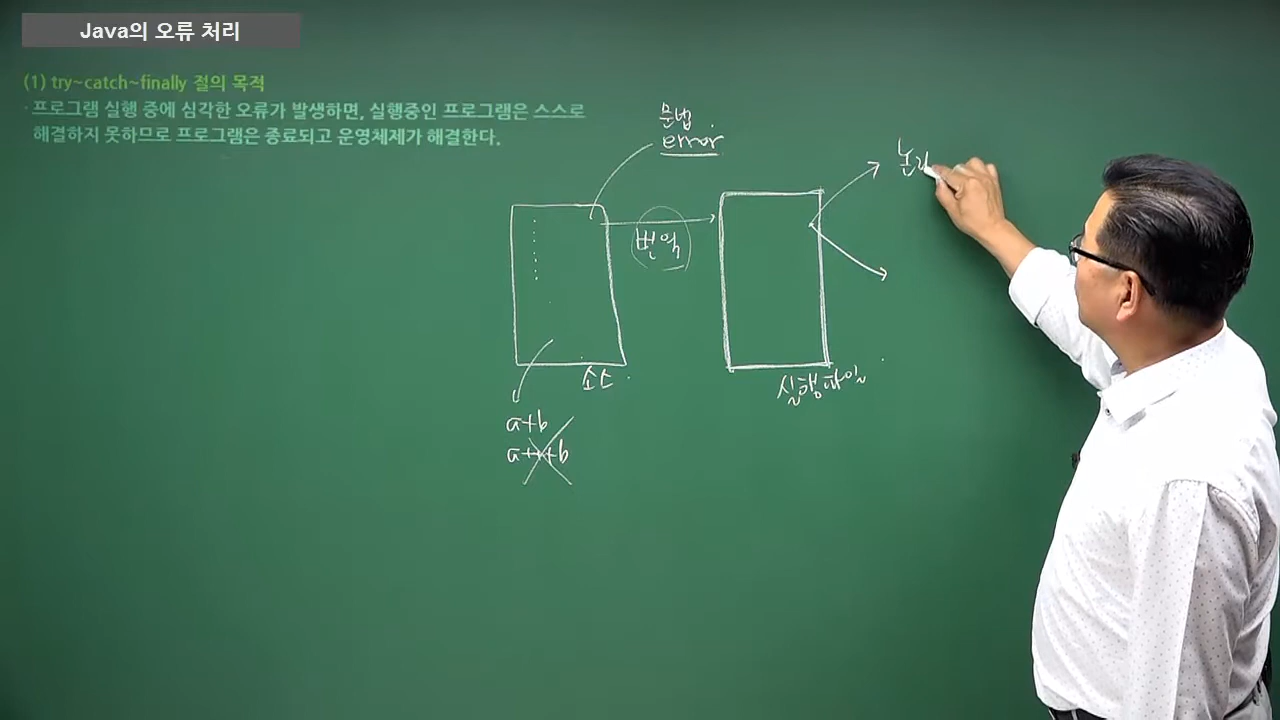 Java의 오류 처리
(1) try~catch~finally 절의 목적
· 프로그램 실행 중에 심각한 오류가 발생하면, 실행중인 프로그램은 스스로
해결하지 못하므로 프로그램은 종료되고 운영체제가 해결한다.
문법
error
논리
번역
소스
실행파일
a+b
a+++b